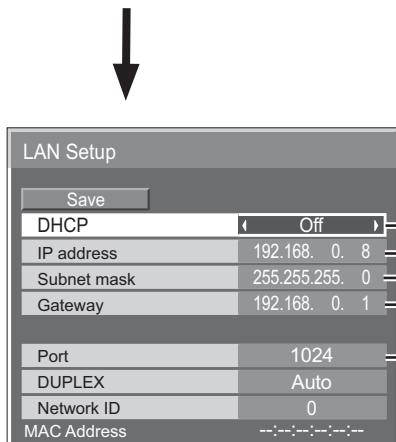 LAN Setup
Save
DHCP Off
IP address 192.168. 0. 8
Subnet mask 255.255.255. 0
Gateway 192.168. 0. 1
Port 1024
DUPLEX Auto
Network ID 0
MAC Address --:--:--:--:--:--